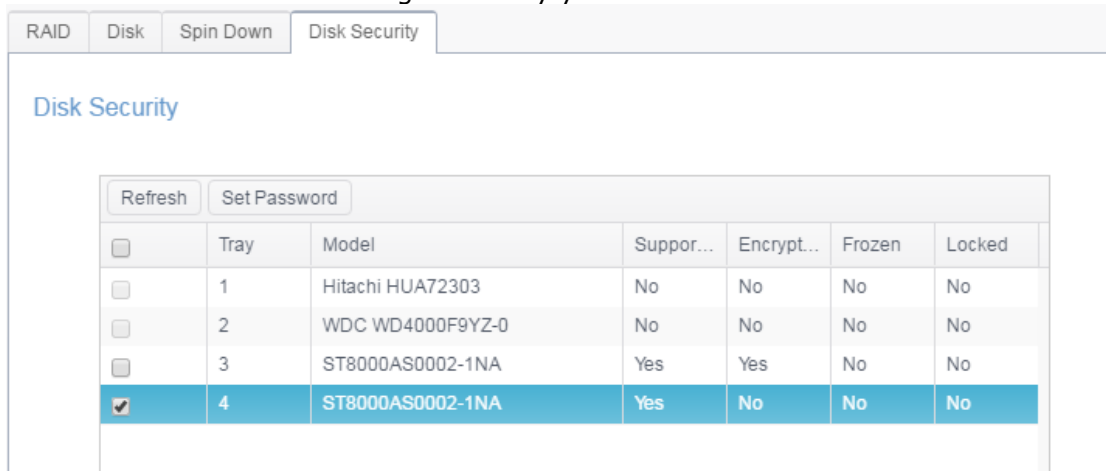 RAID Disk Spin Down Disk Security
Disk Security
Refresh Set Password
Tray Model Suppor... Encrypt... Frozen Locked
1 Hitachi HUA72303 No No No No
2 WDC WD4000F9YZ-0 No No No No
3 ST8000AS0002-1NA Yes Yes No No
4 ST8000AS0002-1NA Yes No No No